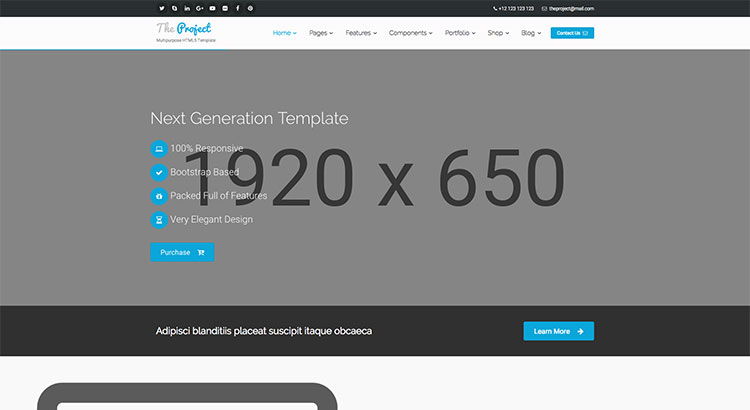 +12 123 123 123 theproject@mail.com
The Project
Multipurpose HTML5 Template
Home Pages Features Components Portfolio Shop Blog Contact Us
Next Generation Template
100% Responsive
Bootstrap Based
1920 x 650
Packed Full of Features
Very Elegant Design
Purchase
Adipisci blanditiis placeat suscipit itaque obcaeca
Learn More